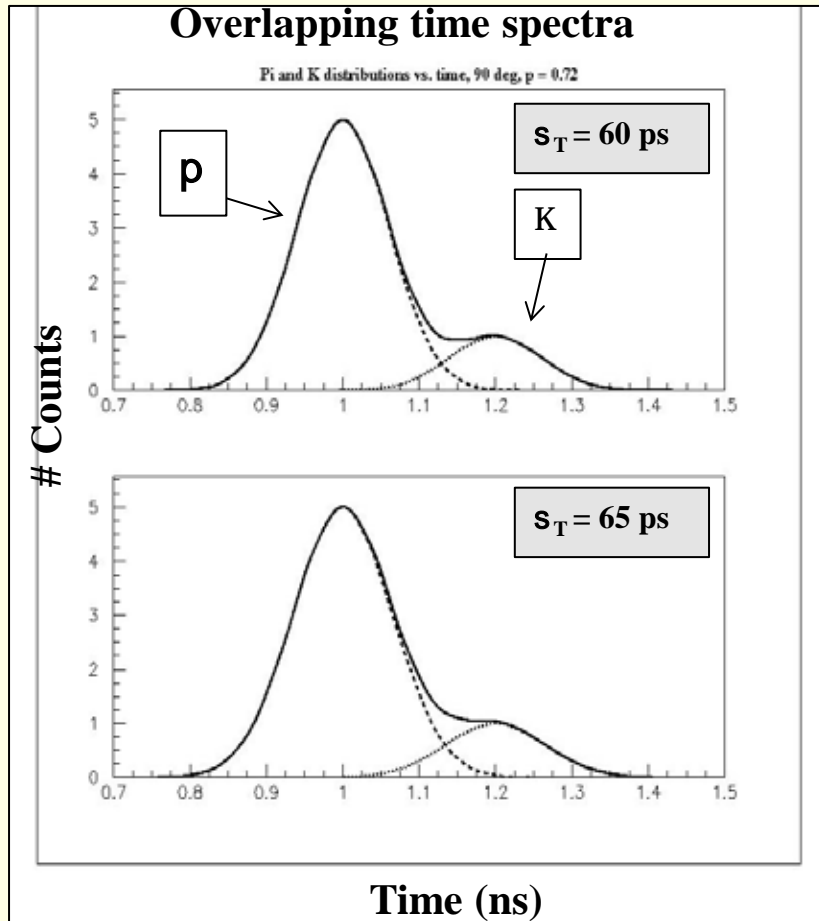 Overlapping time spectra
Pi and K distributions vs. time, 90 deg, p = 0.72
5
4
3
2
1
0
p
K
s T = 60 ps
0.7 0.8 0.9 1 1.1 1.2 1.3 1.4 1.5
# Counts
5
4
3
2
1
0
s T = 65 ps
0.7 0.8 0.9 1 1.1 1.2 1.3 1.4 1.5
Time (ns)